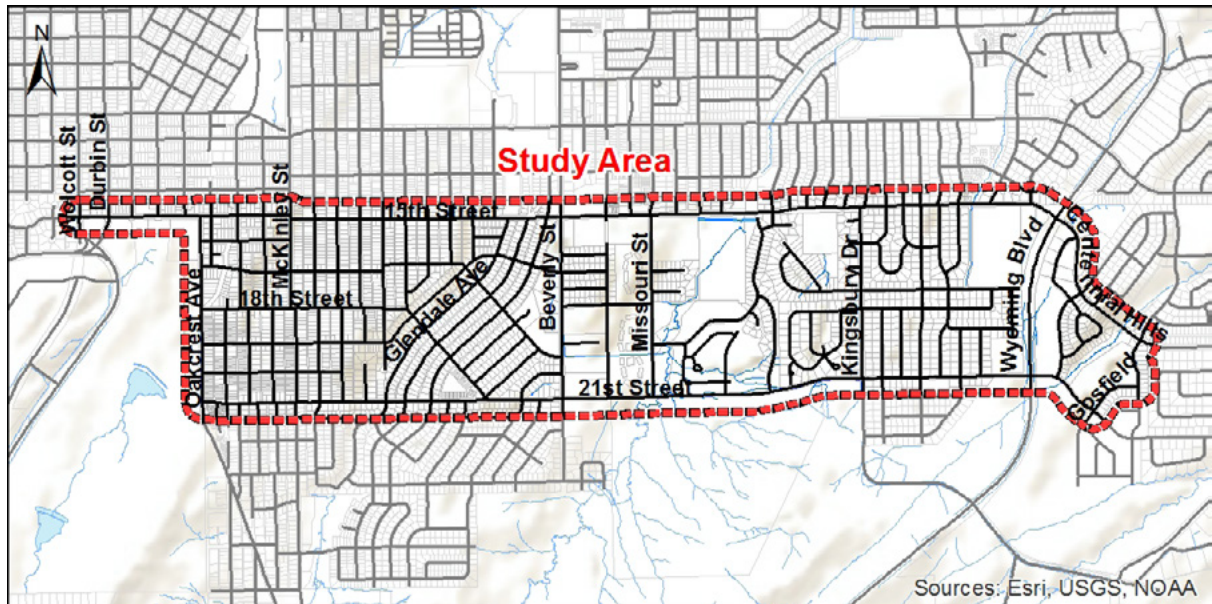 N
Study Area
Wolcott St
Durbin St
McKinley St
15th Street
Oakcrest Ave
18th Street
Glendale Ave
Beverly St
Missouri St
21st Street
Kingsbury Dr
Wyoming Blvd
Centennial Hills
Gosfield
Sources: Esri, USGS, NOAA